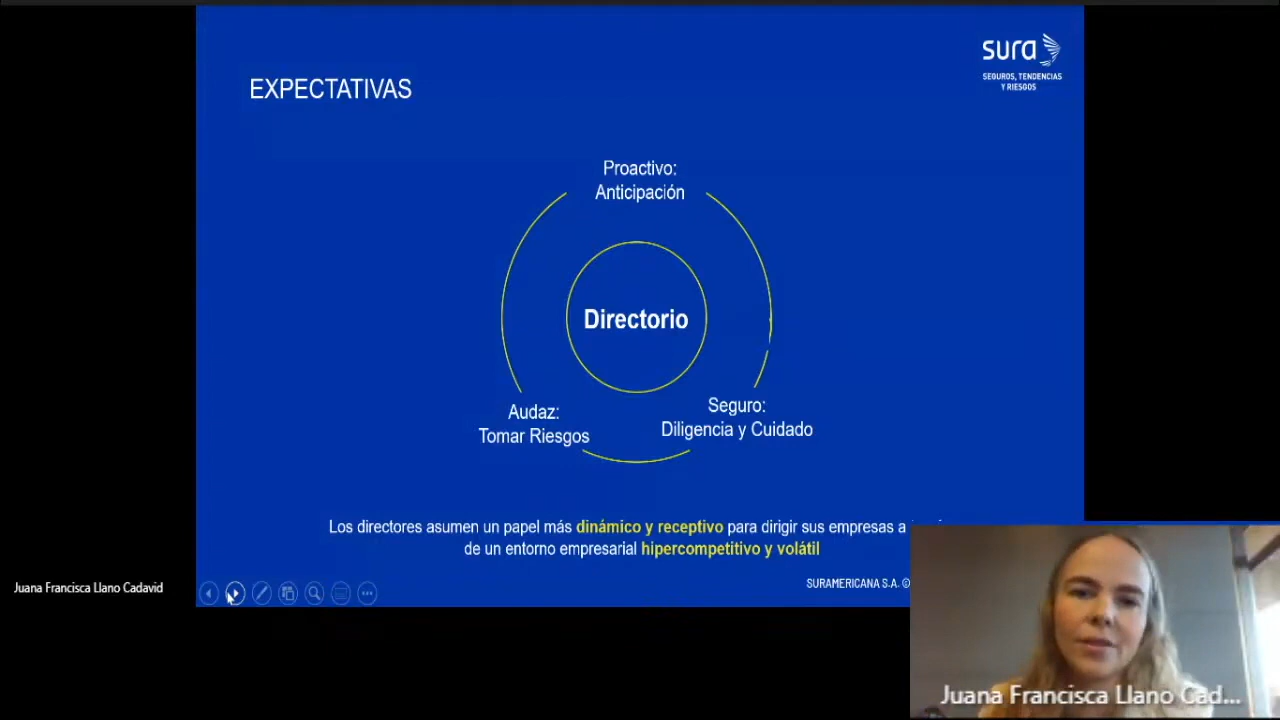 sura
SEGUROS, TENDENCIAS
Y RIESGOS
EXPECTATIVAS
Proactivo:
Anticipación
Directorio
Audaz:
Tomar Riesgos
Seguro:
Diligencia y Cuidado
Los directores asumen un papel más dinámico y receptivo para dirigir sus empresas a
de un entorno empresarial hipercompetitivo y volátil
SURAMERICANA S.A. ©
Juana Francisca Llano Cadavid
Juana Francisca Llano Cad...